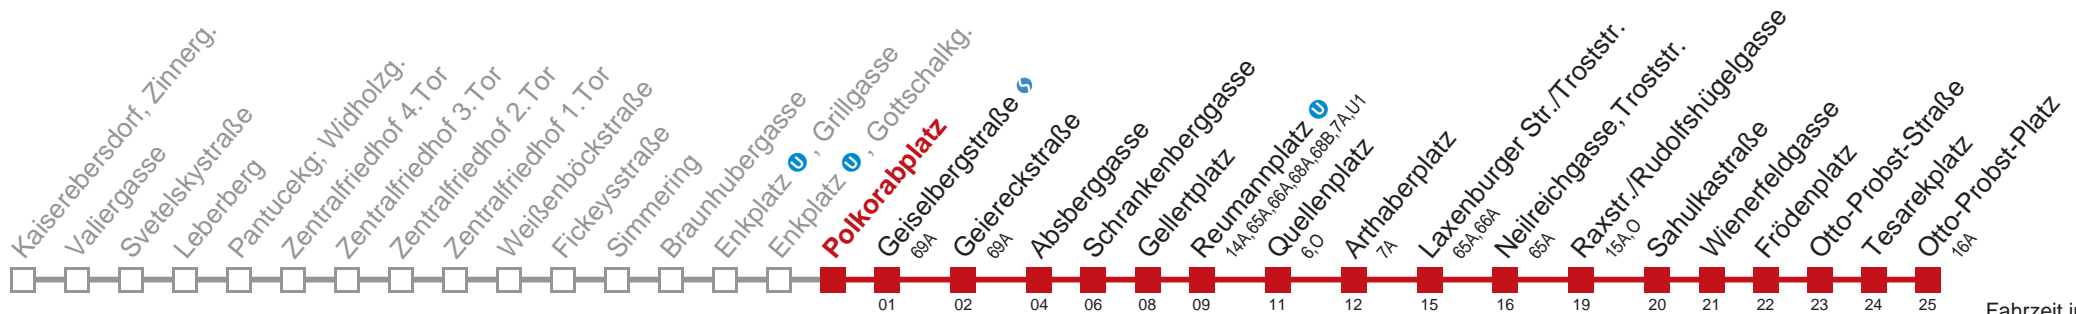 Kaiserebersdorf, Zinnerg.
Valiergasse
Svetelskystraße
Leberberg
Pantucekg; Widholzg.
Zentralfriedhof 4.Tor
Zentralfriedhof 3.Tor
Zentralfriedhof 2.Tor
Zentralfriedhof 1.Tor
Weißenböckstraße
Fickeysstraße
Simmering
Braunhubergasse
Enkplatz U , Grillgasse
Enkplatz U , Gottschalkg.
Polkorabplatz
Geiselbergstraße
69A
Geiereckstraße
69A
Absberggasse
Schrankenberggasse
Gellertplatz
Reumannplatz U
14A,65A,66A,68A,68B,7A,U1
Quellenplatz
6,O
Arthaberplatz
7A
Laxenburger Str./Troststr.
65A,66A
Neilreichgasse,Troststr.
65A
Raxstr./Rudolfshügelgasse
15A,O
Sahulkastraße
Wienerfeldgasse
Frödenplatz
Otto-Probst-Straße
Tesarekplatz
Otto-Probst-Platz
16A
01 02 04 06 08 09 11 12 15 16 19 20 21 22 23 24 25
Fahrzeit